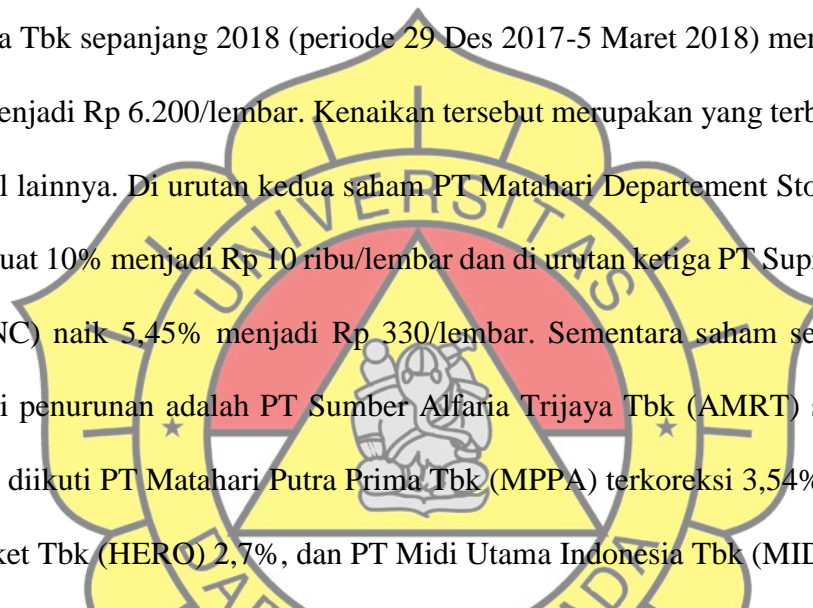 a Tbk sepanjang 2018 (periode 29 Des 2017-5 Maret 2018) men
enjadi Rp 6.200/lembar. Kenaikan tersebut merupakan yang terb
l lainnya. Di urutan kedua saham PT Matahari Departement Sto
uat 10% menjadi Rp 10 ribu/lembar dan di urutan ketiga PT Supr
NC) naik 5,45% menjadi Rp 330/lembar. Sementara saham se
i penurunan adalah PT Sumber Alfaria Trijaya Tbk (AMRT) s
diikuti PT Matahari Putra Prima Tbk (MPPA) terkoreksi 3,54%
ket Tbk (HERO) 2,7%, dan PT Midi Utama Indonesia Tbk (MID
UNIVERSITAS